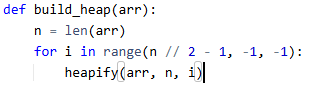 def build_heap(arr):
    n = len(arr)
    for i in range(n // 2 - 1, -1, -1):
        heapify(arr, n, i)